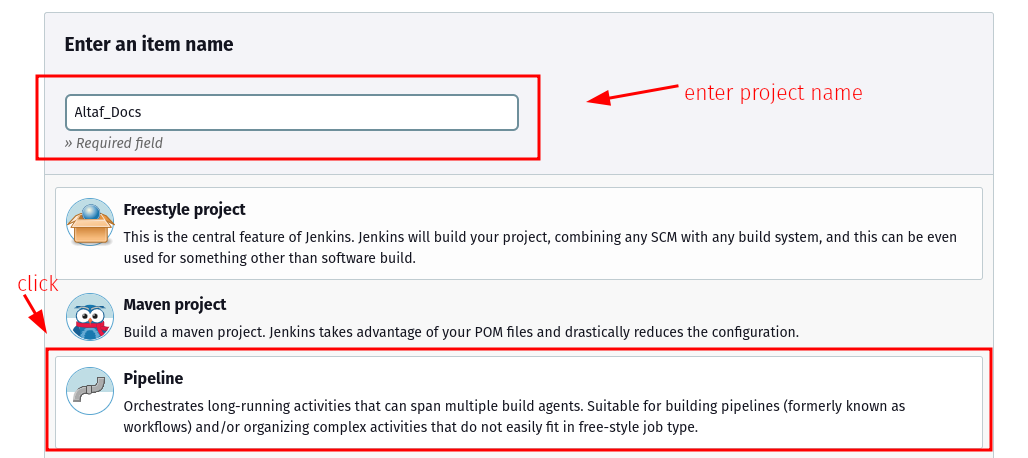 Enter an item name
enter project name
Altaf_Docs
» Required field
Freestyle project
This is the central feature of Jenkins. Jenkins will build your project, combining any SCM with any build system, and this can be even
used for something other than software build.
click
Maven project
Build a maven project. Jenkins takes advantage of your POM files and drastically reduces the configuration.
Pipeline
Orchestrates long-running activities that can span multiple build agents. Suitable for building pipelines (formerly known as
workflows) and/or organizing complex activities that do not easily fit in free-style job type.